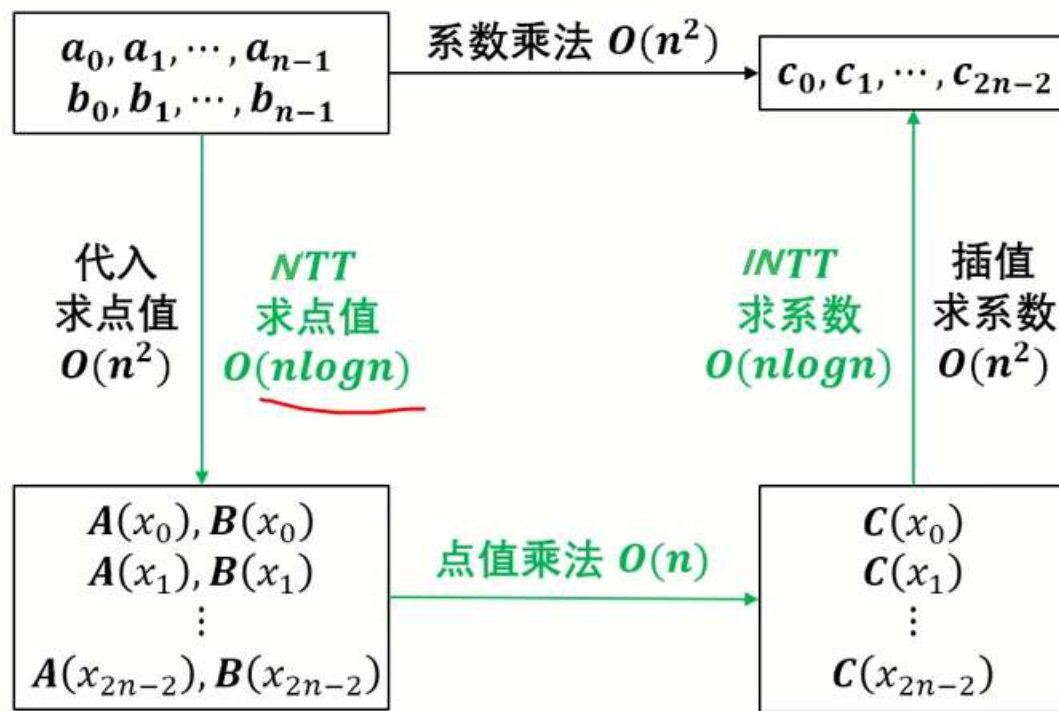 a₀, a₁, ⋯, aₙ₋₁
b₀, b₁, ⋯, bₙ₋₁
系数乘法 O(n²)
c₀, c₁, ⋯, c₂ₙ₋₂
代入
求点值
O(n²)
NTT
求点值
O(nlogn)
INTT
求系数
O(nlogn)
插值
求系数
O(n²)
A(x₀), B(x₀)
A(x₁), B(x₁)
⋮
A(x₂ₙ₋₂), B(x₂ₙ₋₂)
点值乘法 O(n)
C(x₀)
C(x₁)
⋮
C(x₂ₙ₋₂)